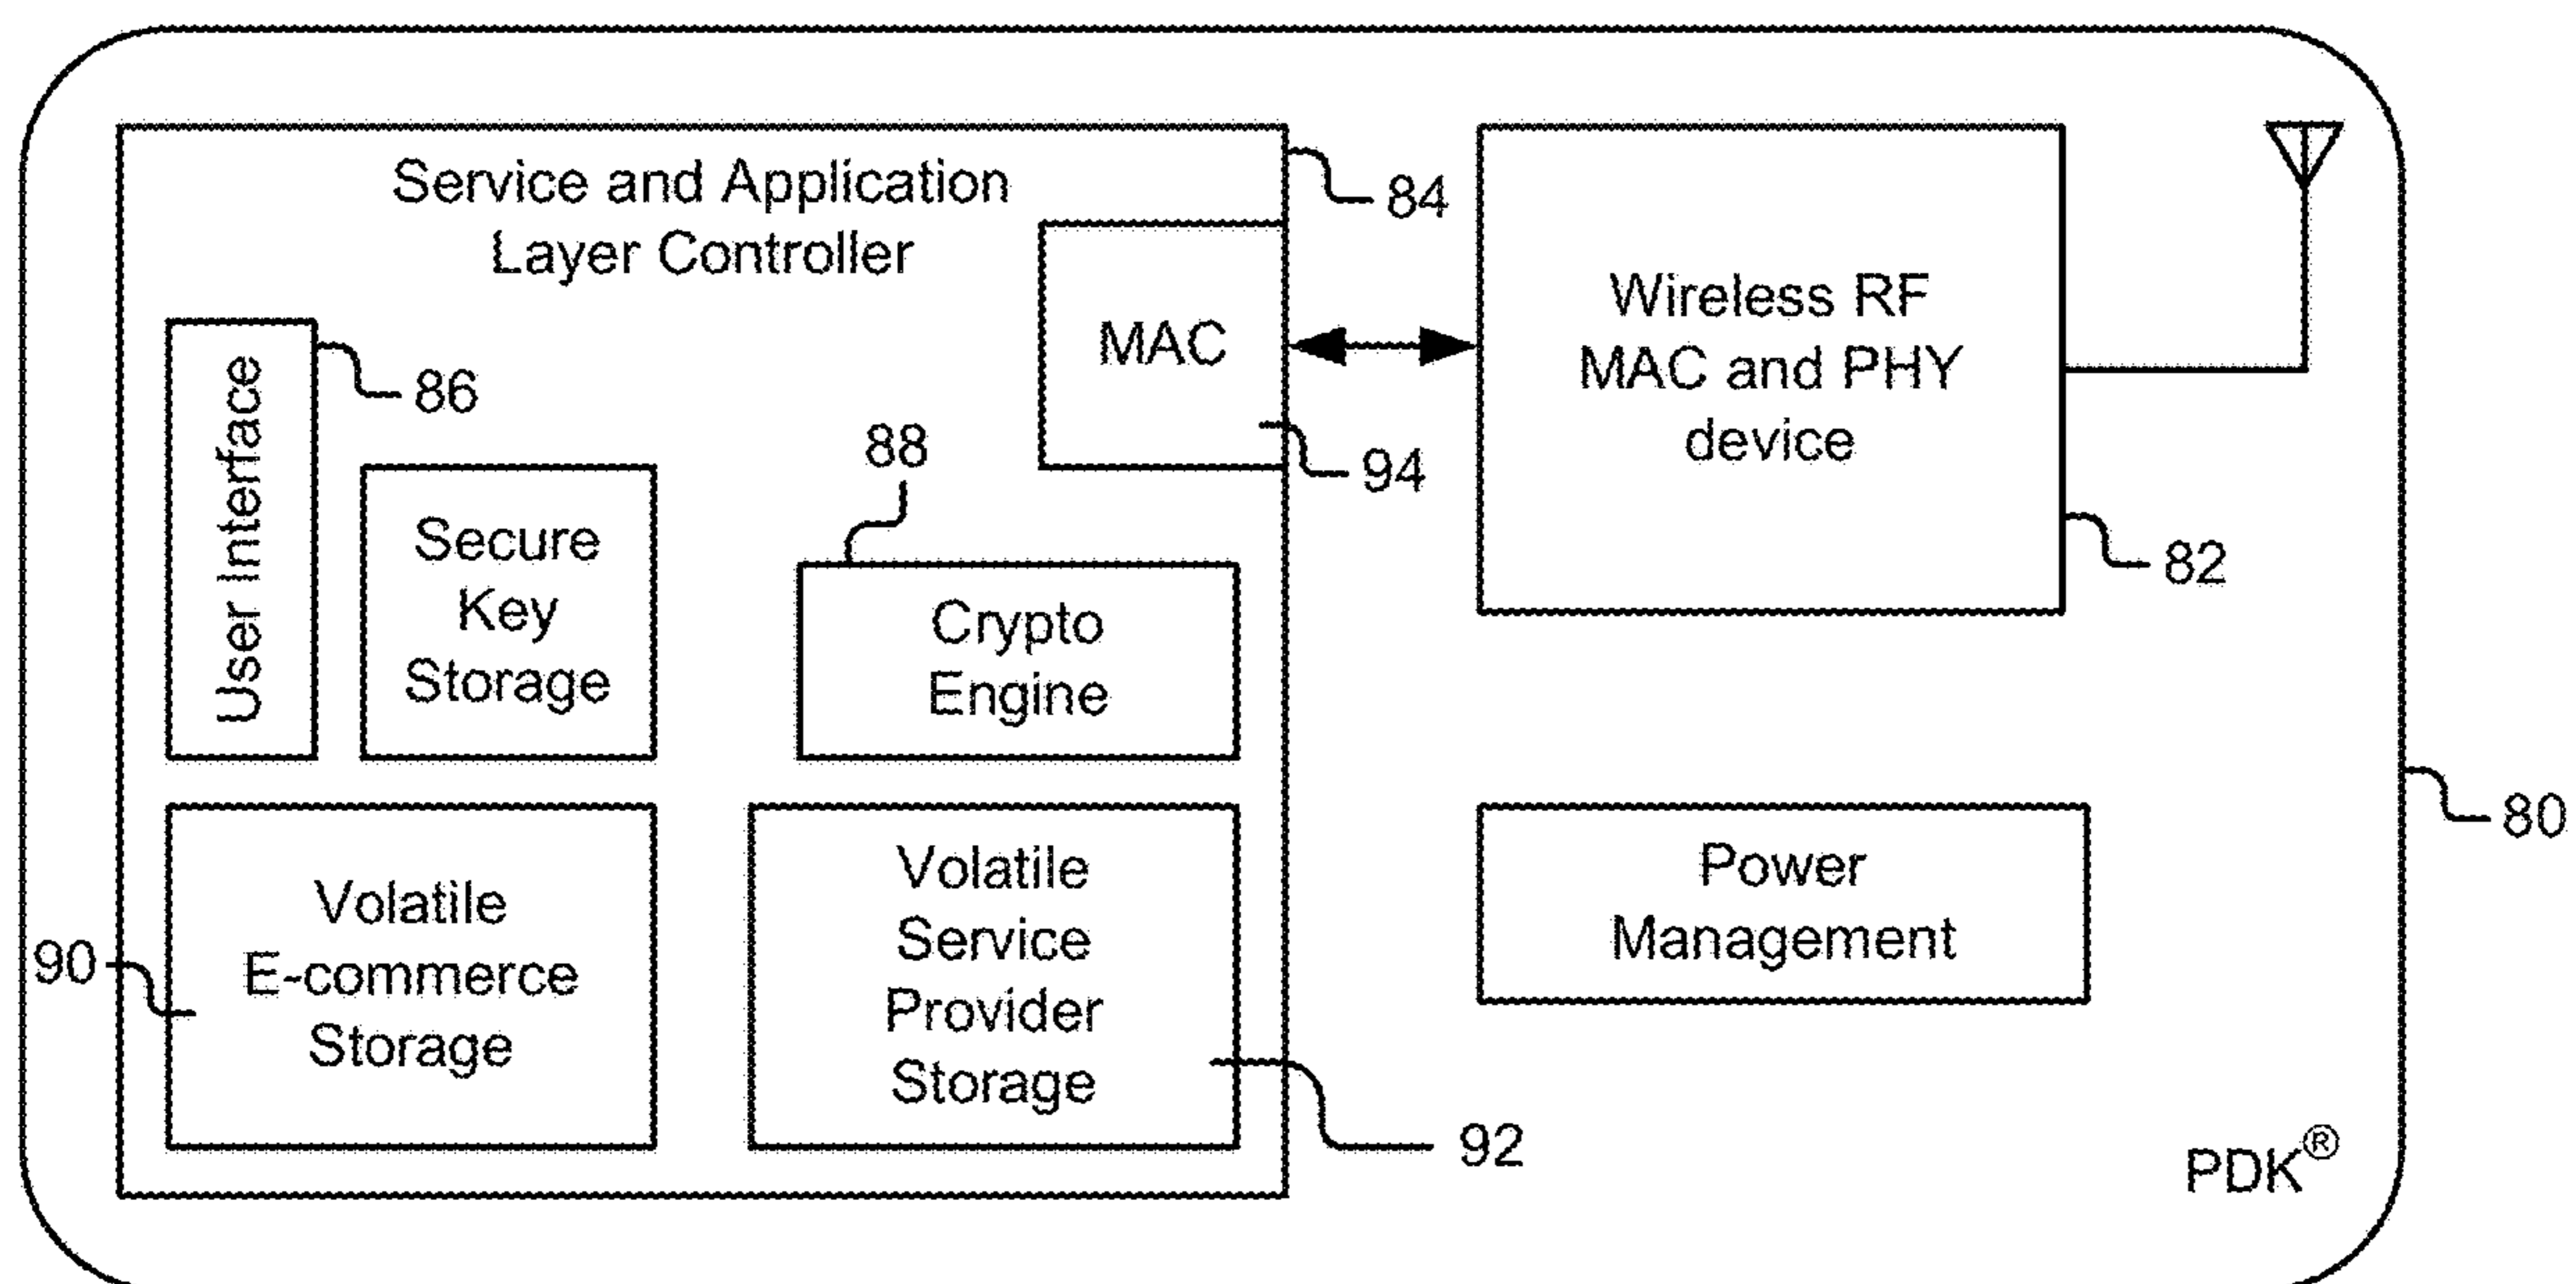 Service and Application
Layer Controller
84
MAC
94
Wireless RF
MAC and PHY
device
82
User Interface
86
Secure
Key
Storage
88
Crypto
Engine
80
Volatile
E-commerce
Storage
90
Volatile
Service
Provider
Storage
92
Power
Management
PDK®